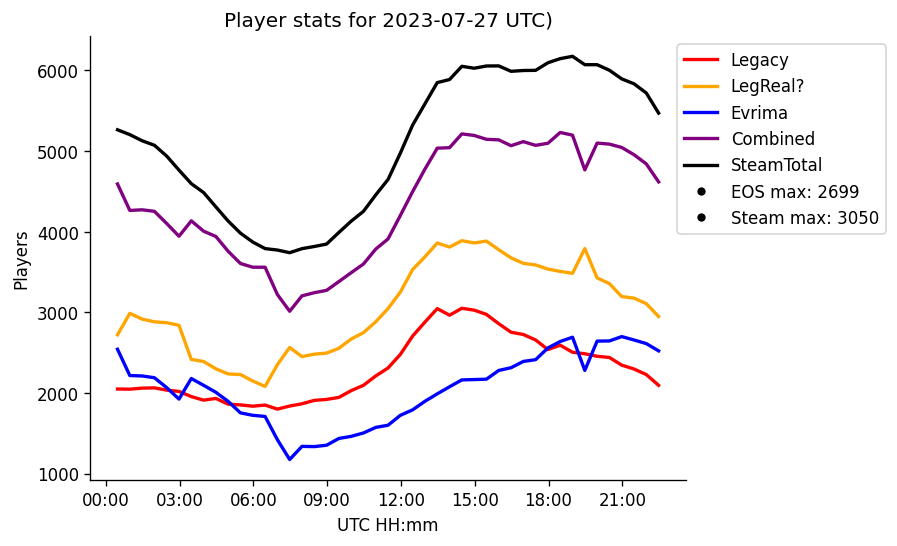 Player stats for 2023-07-27 UTC)
Legacy
LegReal?
Evrima
Combined
SteamTotal
EOS max: 2699
Steam max: 3050
6000
5000
4000
3000
2000
1000
Players
00:00 03:00 06:00 09:00 12:00 15:00 18:00 21:00
UTC HH:mm